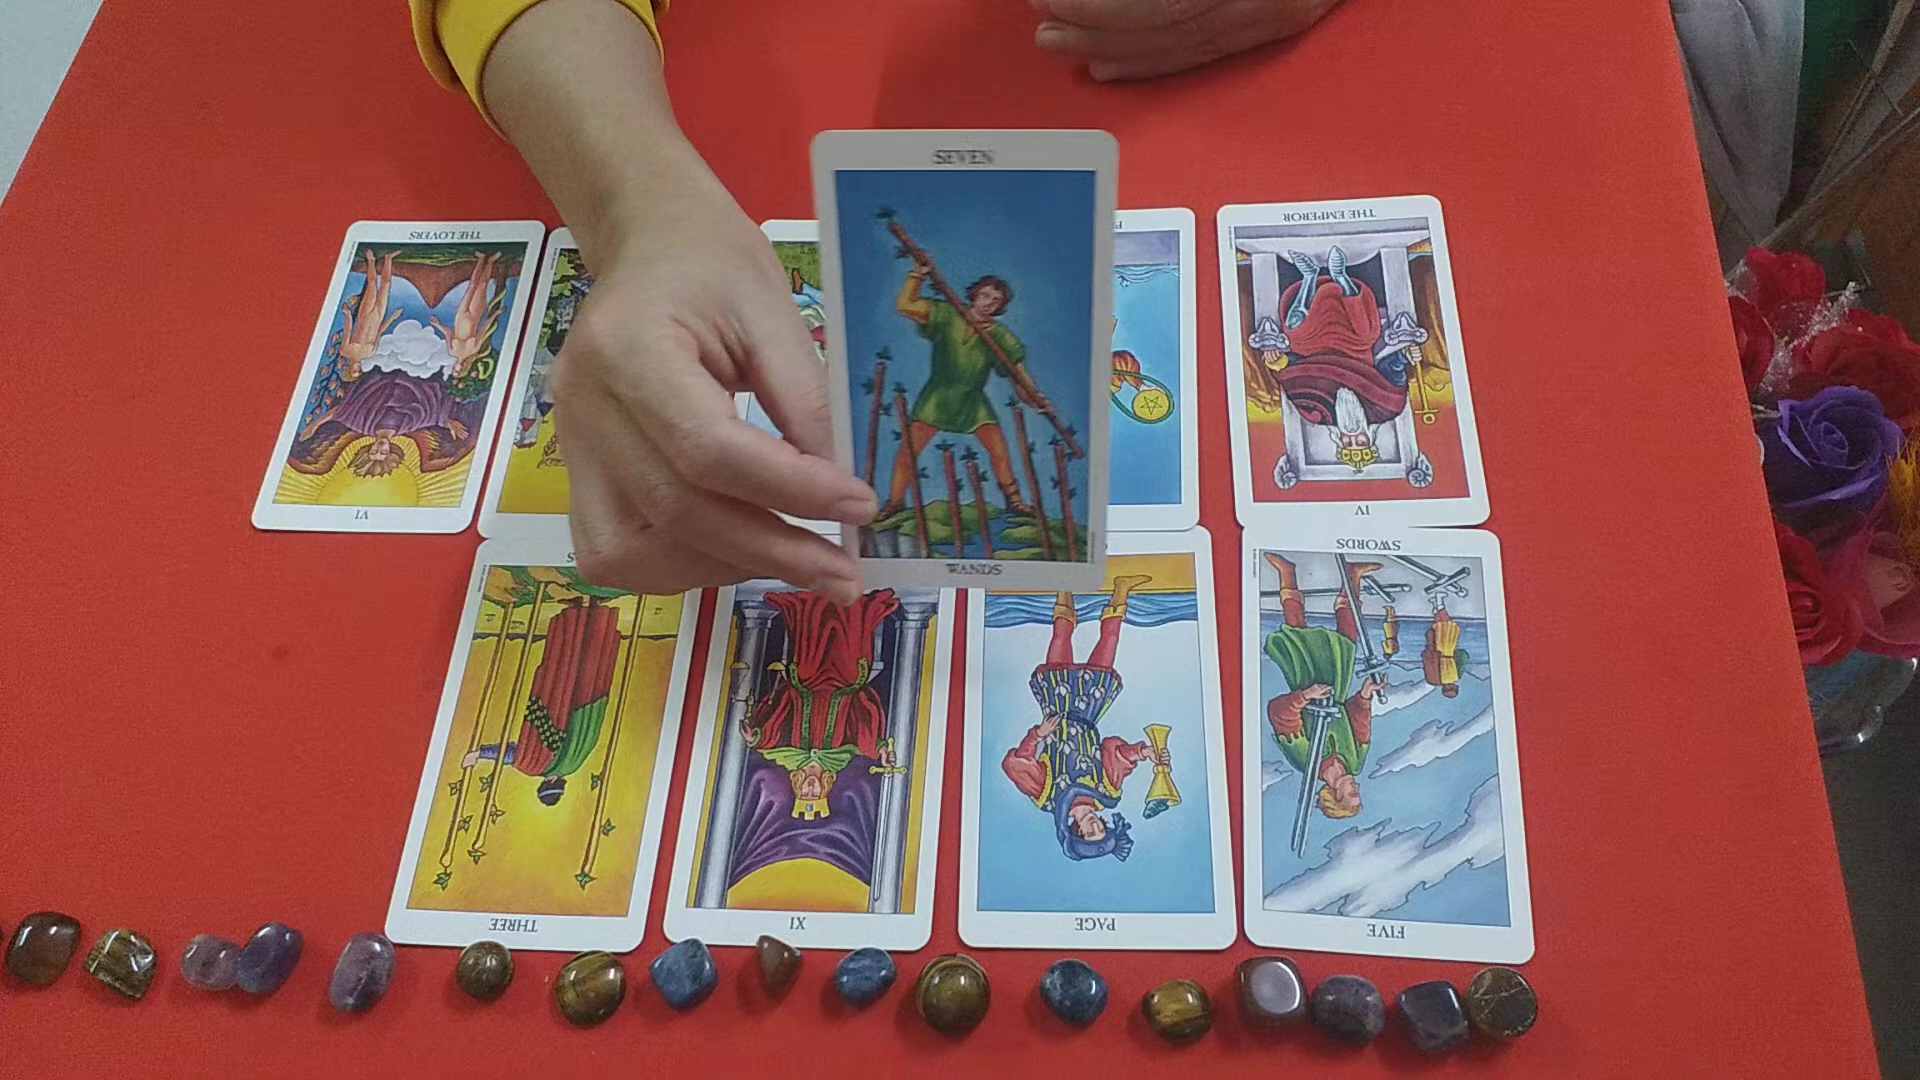 SEVEN
WANDS
THE LOVERS
VI
THE EMPEROR
IV
THREE
XI
PAGE
SWORDS
FIVE